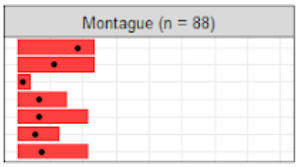 Montague (n = 88)